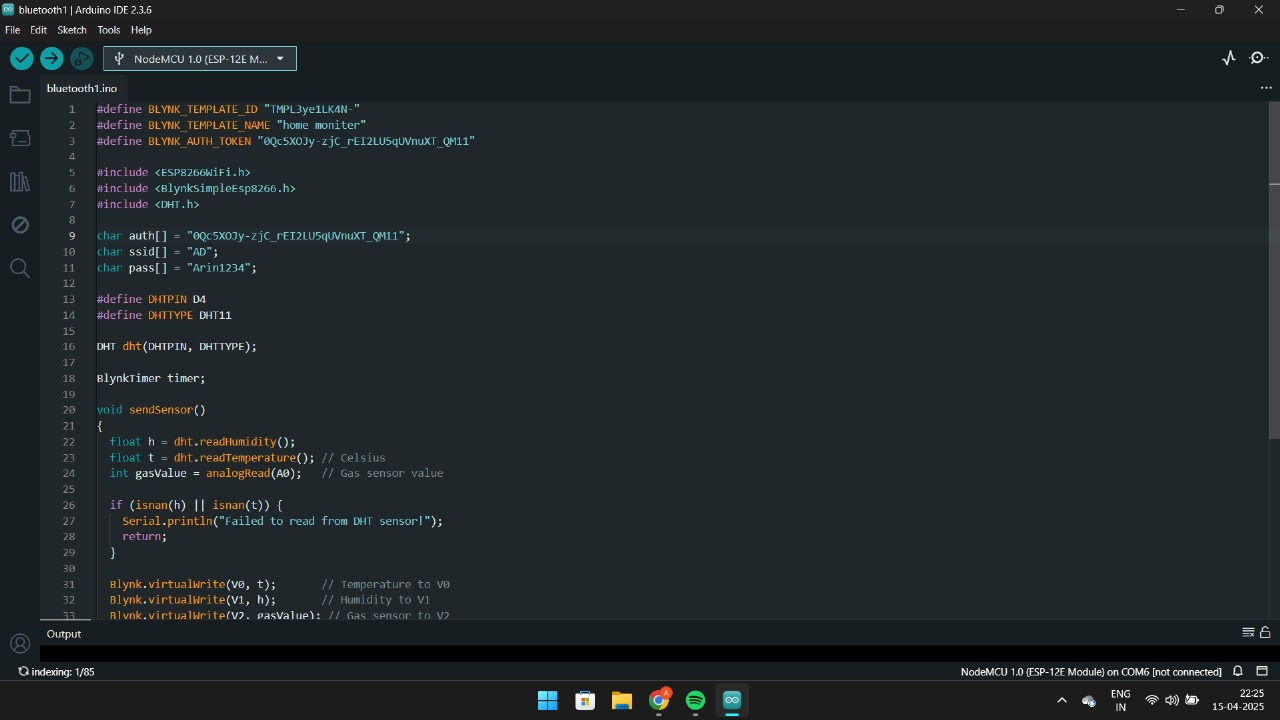 bluetooth1 | Arduino IDE 2.3.6
File Edit Sketch Tools Help
NodeMCU 1.0 (ESP-12E M...
bluetooth1.ino
1 #define BLYNK_TEMPLATE_ID "TMPL3ye1LK4N-"
2 #define BLYNK_TEMPLATE_NAME "home moniter"
3 #define BLYNK_AUTH_TOKEN "0Qc5XOJy-zjC_rEI2LU5qUVnuXT_QM11"
4
5 #include <ESP8266WiFi.h>
6 #include <BlynkSimpleEsp8266.h>
7 #include <DHT.h>
8
9 char auth[] = "0Qc5XOJy-zjC_rEI2LU5qUVnuXT_QM11";
10 char ssid[] = "AD";
11 char pass[] = "Arin1234";
12
13 #define DHTPIN D4
14 #define DHTTYPE DHT11
15
16 DHT dht(DHTPIN, DHTTYPE);
17
18 BlynkTimer timer;
19
20 void sendSensor()
21 {
22 float h = dht.readHumidity();
23 float t = dht.readTemperature(); // Celsius
24 int gasValue = analogRead(A0); // Gas sensor value
25
26 if (isnan(h) || isnan(t)) {
27 Serial.println("Failed to read from DHT sensor!");
28 return;
29 }
30
31 Blynk.virtualWrite(V0, t); // Temperature to V0
32 Blynk.virtualWrite(V1, h); // Humidity to V1
33 Blynk.virtualWrite(V2, gasValue); // Gas sensor to V2
Output
indexing: 1/85
NodeMCU 1.0 (ESP-12E Module) on COM6 [not connected]
A
ENG
IN
22:25
15-04-2025